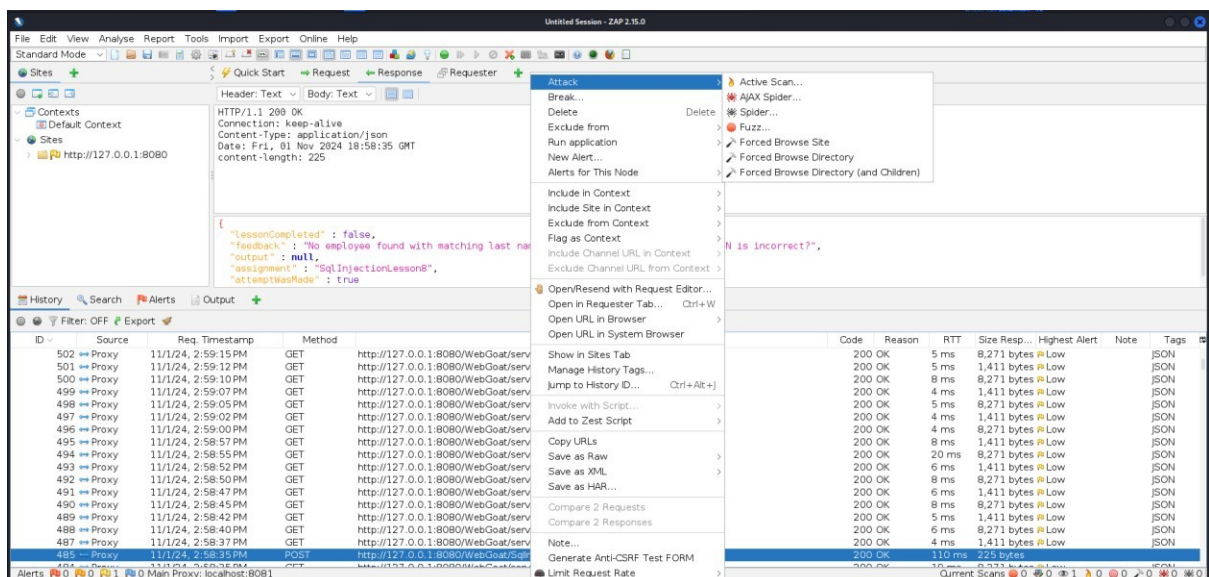 Untitled Session - ZAP 2.15.0
File Edit View Analyse Report Tools Import Export Online Help
Standard Mode
Sites
Quick Start Request Response Requester
Header: Text Body: Text
Contexts
Default Context
Sites
http://127.0.0.1:8080
HTTP/1.1 200 OK
Connection: keep-alive
Content-Type: application/json
Date: Fri, 01 Nov 2024 18:58:35 GMT
content-length: 225
{
"lessonCompleted" : false,
"feedback" : "No employee found with matching last nam
N is incorrect?",
"output" : null,
"assignment" : "SqlInjectionLesson8",
"attemptWasMade" : true
Attack
Break...
Delete Delete
Exclude from
Run application
New Alert...
Alerts for This Node
Include in Context
Include Site in Context
Exclude from Context
Flag as Context
Include Channel URL in Context
Exclude Channel URL from Context
Open/Resend with Request Editor...
Open in Requester Tab... Ctrl+W
Open URL in Browser
Open URL in System Browser
Show in Sites Tab
Manage History Tags...
Jump to History ID... Ctrl+Alt+J
Invoke with Script...
Add to Zest Script
Copy URLs
Save as Raw
Save as XML
Save as HAR...
Compare 2 Requests
Compare 2 Responses
Note...
Generate Anti-CSRF Test FORM
Limit Request Rate
Active Scan...
AJAX Spider...
Spider...
Fuzz...
Forced Browse Site
Forced Browse Directory
Forced Browse Directory (and Children)
History Search Alerts Output
Filter: OFF Export
ID Source Req. Timestamp Method Code Reason RTT Size Resp... Highest Alert Note Tags
502 Proxy 11/1/24, 2:59:15 PM GET http://127.0.0.1:8080/WebGoat/serv 200 OK 5 ms 8,271 bytes Low JSON
501 Proxy 11/1/24, 2:59:12 PM GET http://127.0.0.1:8080/WebGoat/serv 200 OK 5 ms 1,411 bytes Low JSON
500 Proxy 11/1/24, 2:59:10 PM GET http://127.0.0.1:8080/WebGoat/serv 200 OK 8 ms 8,271 bytes Low JSON
499 Proxy 11/1/24, 2:59:07 PM GET http://127.0.0.1:8080/WebGoat/serv 200 OK 4 ms 1,411 bytes Low JSON
498 Proxy 11/1/24, 2:59:05 PM GET http://127.0.0.1:8080/WebGoat/serv 200 OK 5 ms 8,271 bytes Low JSON
497 Proxy 11/1/24, 2:59:02 PM GET http://127.0.0.1:8080/WebGoat/serv 200 OK 4 ms 1,411 bytes Low JSON
496 Proxy 11/1/24, 2:59:00 PM GET http://127.0.0.1:8080/WebGoat/serv 200 OK 4 ms 8,271 bytes Low JSON
495 Proxy 11/1/24, 2:58:57 PM GET http://127.0.0.1:8080/WebGoat/serv 200 OK 8 ms 1,411 bytes Low JSON
494 Proxy 11/1/24, 2:58:55 PM GET http://127.0.0.1:8080/WebGoat/serv 200 OK 20 ms 8,271 bytes Low JSON
493 Proxy 11/1/24, 2:58:52 PM GET http://127.0.0.1:8080/WebGoat/serv 200 OK 6 ms 1,411 bytes Low JSON
492 Proxy 11/1/24, 2:58:50 PM GET http://127.0.0.1:8080/WebGoat/serv 200 OK 8 ms 8,271 bytes Low JSON
491 Proxy 11/1/24, 2:58:47 PM GET http://127.0.0.1:8080/WebGoat/serv 200 OK 6 ms 1,411 bytes Low JSON
490 Proxy 11/1/24, 2:58:45 PM GET http://127.0.0.1:8080/WebGoat/serv 200 OK 8 ms 8,271 bytes Low JSON
489 Proxy 11/1/24, 2:58:42 PM GET http://127.0.0.1:8080/WebGoat/serv 200 OK 5 ms 1,411 bytes Low JSON
488 Proxy 11/1/24, 2:58:40 PM GET http://127.0.0.1:8080/WebGoat/serv 200 OK 6 ms 8,271 bytes Low JSON
487 Proxy 11/1/24, 2:58:37 PM GET http://127.0.0.1:8080/WebGoat/serv 200 OK 4 ms 1,411 bytes Low JSON
485 Proxy 11/1/24, 2:58:35 PM POST http://127.0.0.1:8080/WebGoat/SqlIn 200 OK 110 ms 225 bytes
Alerts 0 0 1 0 Main Proxy: localhost:8081
Current Scans 0 0 1 0 0 0 0 0